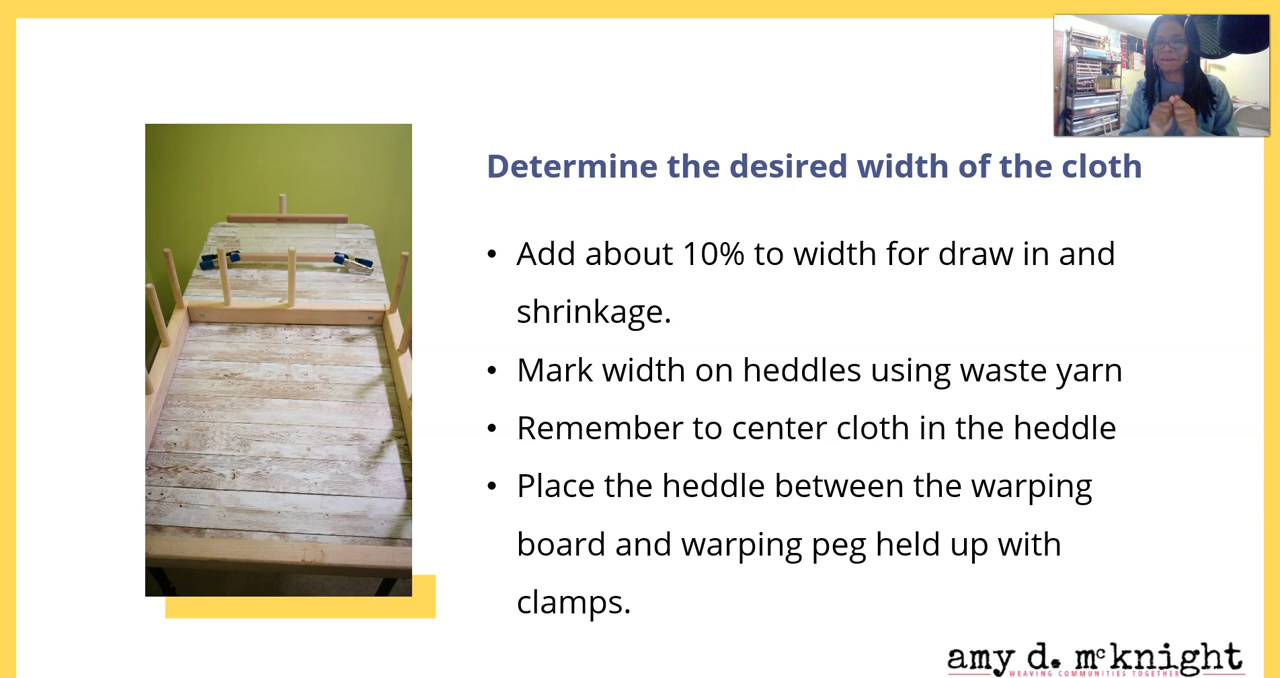 Determine the desired width of the cloth
• Add about 10% to width for draw in and
shrinkage.
• Mark width on heddles using waste yarn
• Remember to center cloth in the heddle
• Place the heddle between the warping
board and warping peg held up with
clamps.
amy d. mcknight
WEAVING COMMUNITIES TOGETHER